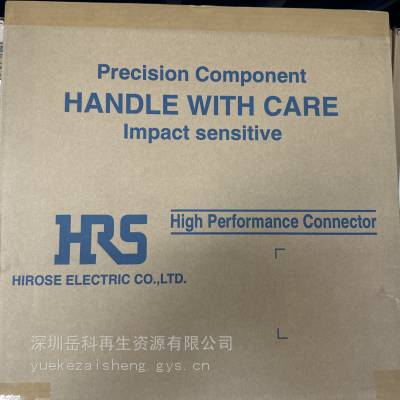 Precision Component
HANDLE WITH CARE
Impact sensitive
HRS
High Performance Connector
HIROSE ELECTRIC CO.,LTD.
深圳岳科再生资源有限公司
yuekezaisheng.gys.cn